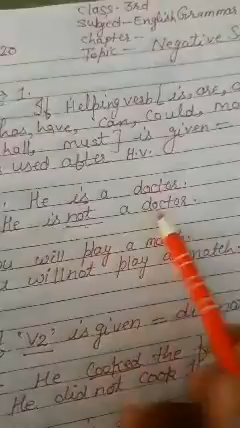 Class-3rd
Subject-English Grammar
Chapter-
Topic- Negative S
20
1.
If Helping verb [is, are,
has, have, can, could,
must] is given =
used after H.V.
He is a doctor.
He is not a doctor.
will play a
will not play a match
"V2" is given =
He cooked the
He did not cook